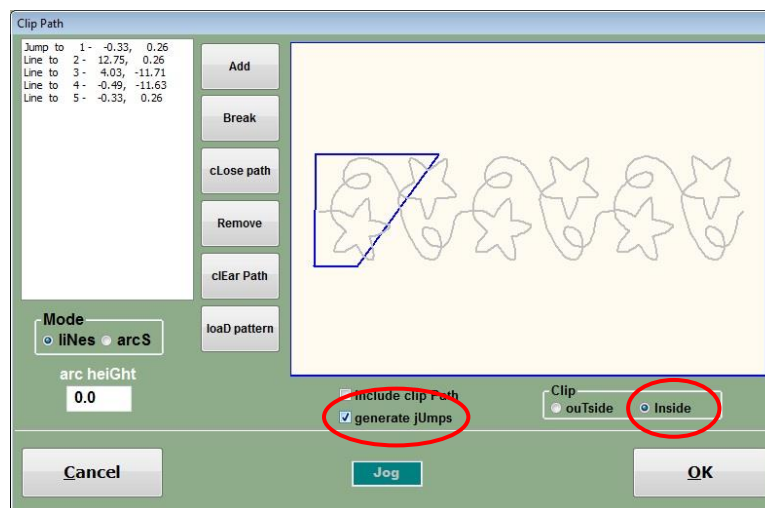 Clip Path
Jump to 1 - -0.33, 0.26
Line to 2 - 12.75, 0.26
Line to 3 - 4.03, -11.71
Line to 4 - -0.49, -11.63
Line to 5 - -0.33, 0.26
Add
Break
cLose path
Remove
clEar Path
loaD pattern
Mode
liNes arcS
arc heiGht
0.0
Include clip Path
generate jUmps
Clip
ouTside Inside
Cancel
Jog
OK